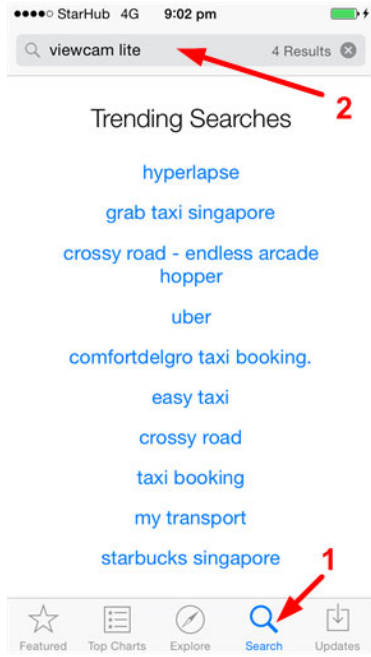 StarHub 4G 9:02 pm
viewcam lite 4 Results
2
Trending Searches
hyperlapse
grab taxi singapore
crossy road - endless arcade
hopper
uber
comfortdelgro taxi booking.
easy taxi
crossy road
taxi booking
my transport
starbucks singapore
1
Featured Top Charts Explore Search Updates